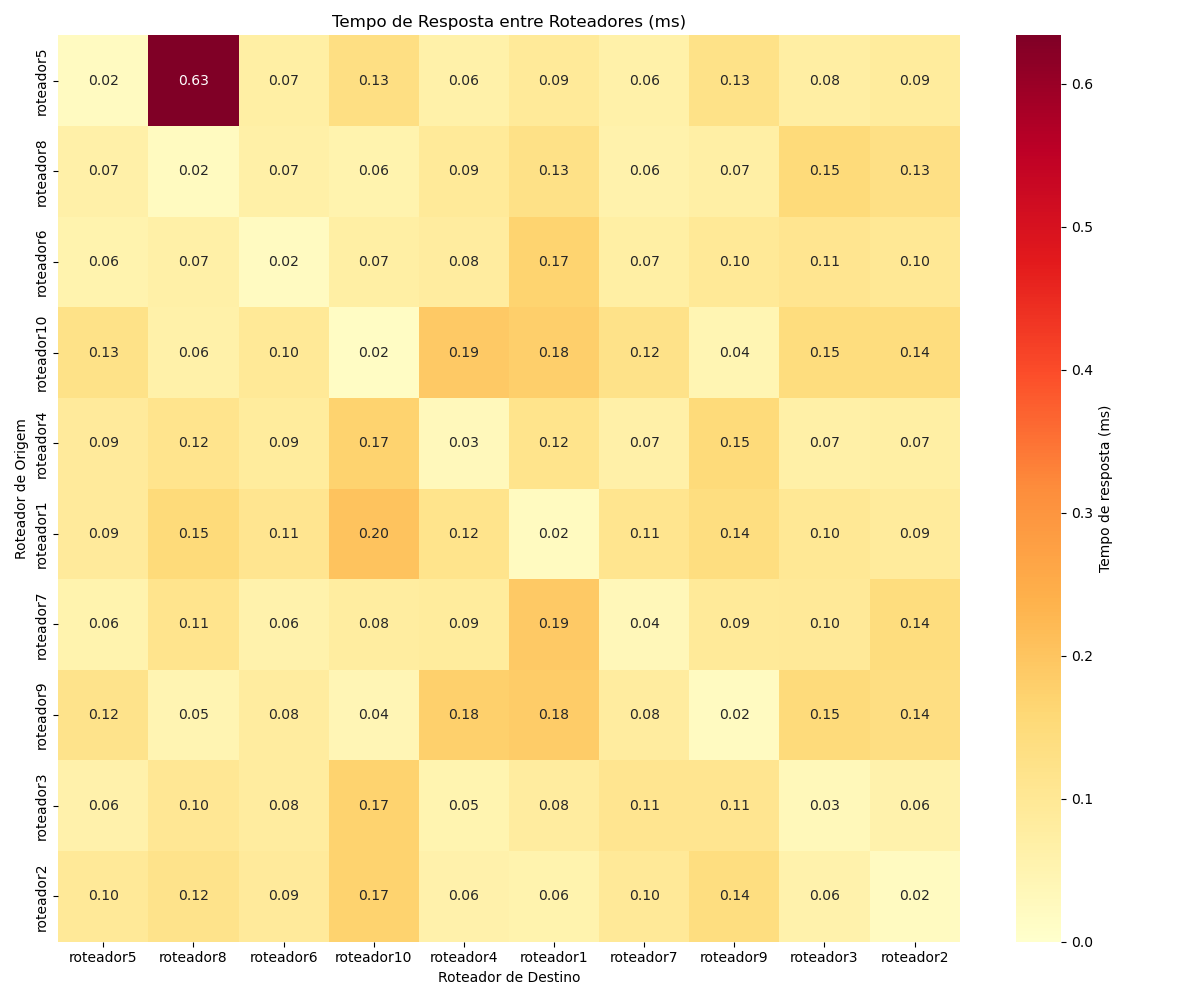 Tempo de Resposta entre Roteadores (ms)
Roteador de Origem
roteador5 0.02 0.63 0.07 0.13 0.06 0.09 0.06 0.13 0.08 0.09
roteador8 0.07 0.02 0.07 0.06 0.09 0.13 0.06 0.07 0.15 0.13
roteador6 0.06 0.07 0.02 0.07 0.08 0.17 0.07 0.10 0.11 0.10
roteador10 0.13 0.06 0.10 0.02 0.19 0.18 0.12 0.04 0.15 0.14
roteador4 0.09 0.12 0.09 0.17 0.03 0.12 0.07 0.15 0.07 0.07
roteador1 0.09 0.15 0.11 0.20 0.12 0.02 0.11 0.14 0.10 0.09
roteador7 0.06 0.11 0.06 0.08 0.09 0.19 0.04 0.09 0.10 0.14
roteador9 0.12 0.05 0.08 0.04 0.18 0.18 0.08 0.02 0.15 0.14
roteador3 0.06 0.10 0.08 0.17 0.05 0.08 0.11 0.11 0.03 0.06
roteador2 0.10 0.12 0.09 0.17 0.06 0.06 0.10 0.14 0.06 0.02
roteador5 roteador8 roteador6 roteador10 roteador4 roteador1 roteador7 roteador9 roteador3 roteador2
Roteador de Destino
0.6
0.5
0.4
0.3
0.2
0.1
0.0
Tempo de resposta (ms)